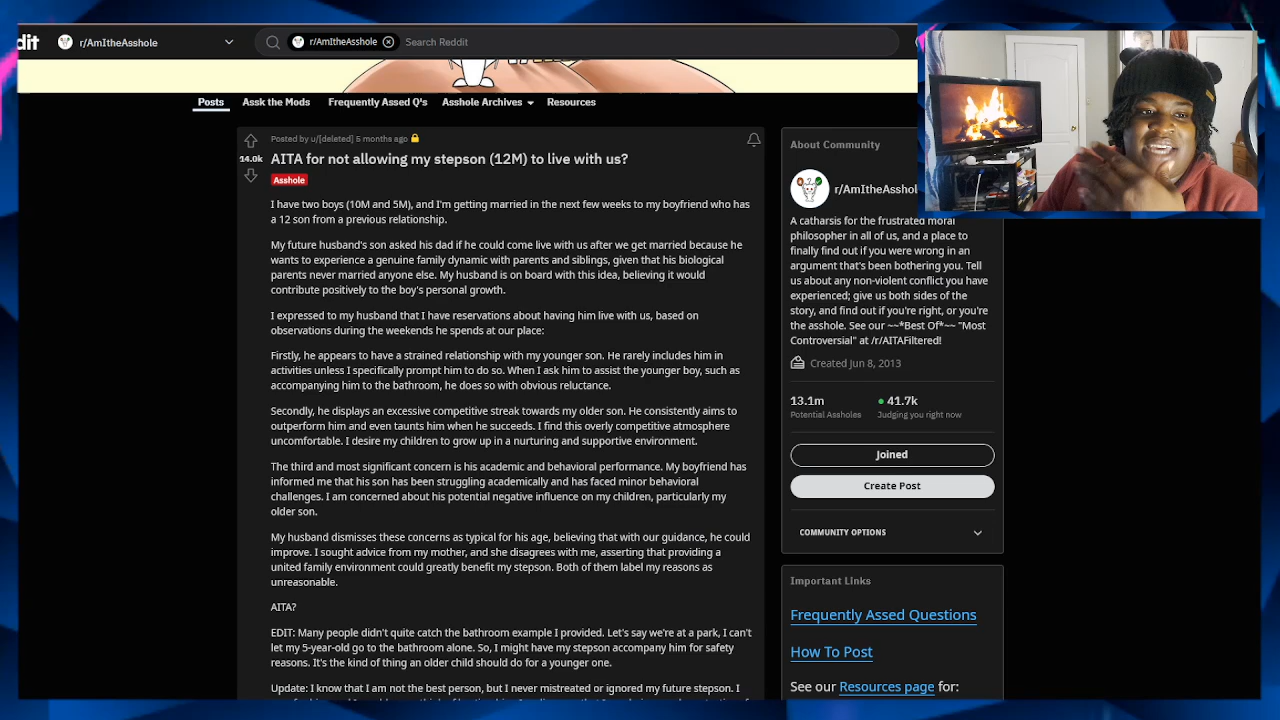 dit
r/AmItheAsshole
r/AmItheAsshole
Search Reddit
Posts
Assk the Mods
Frequently Assed Q's
Asshole Archives
Resources
Posted by u/[deleted] 5 months ago
14.0k
AITA for not allowing my stepson (12M) to live with us?
Asshole
I have two boys (10M and 5M), and I'm getting married in the next few weeks to my boyfriend who has
a 12 son from a previous relationship.
My future husband's son asked his dad if he could come live with us after we get married because he
wants to experience a genuine family dynamic with parents and siblings, given that his biological
parents never married anyone else. My husband is on board with this idea, believing it would
contribute positively to the boy's personal growth.
I expressed to my husband that I have reservations about having him live with us, based on
observations during the weekends he spends at our place:
Firstly, he appears to have a strained relationship with my younger son. He rarely includes him in
activities unless I specifically prompt him to do so. When I ask him to assist the younger boy, such as
accompanying him to the bathroom, he does so with obvious reluctance.
Secondly, he displays an excessive competitive streak towards my older son. He consistently aims to
outperform him and even taunts him when he succeeds. I find this overly competitive atmosphere
uncomfortable. I desire my children to grow up in a nurturing and supportive environment.
The third and most significant concern is his academic and behavioral performance. My boyfriend has
informed me that his son has been struggling academically and has faced minor behavioral
challenges. I am concerned about his potential negative influence on my children, particularly my
older son.
My husband dismisses these concerns as typical for his age, believing that with our guidance, he could
improve. I sought advice from my mother, and she disagrees with me, asserting that providing a
united family environment could greatly benefit my stepson. Both of them label my reasons as
unreasonable.
AITA?
EDIT: Many people didn't quite catch the bathroom example I provided. Let's say we're at a park, I can't
let my 5-year-old go to the bathroom alone. So, I might have my stepson accompany him for safety
reasons. It's the kind of thing an older child should do for a younger one.
Update: I know that I am not the best person, but I never mistreated or ignored my future stepson. I
About Community
r/AmItheAsshol
A catharsis for the frustrated moral
philosopher in all of us, and a place to
finally find out if you were wrong in an
argument that's been bothering you. Tell
us about any non-violent conflict you have
experienced; give us both sides of the
story, and find out if you're right, or you're
the asshole. See our ~~*Best Of*~~ "Most
Controversial" at /r/AITAFiltered!
Created Jun 8, 2013
13.1m
41.7k
Potential Assholes
Judging you right now
Joined
Create Post
COMMUNITY OPTIONS
Important Links
Frequently Assed Questions
How To Post
See our Resources page for: